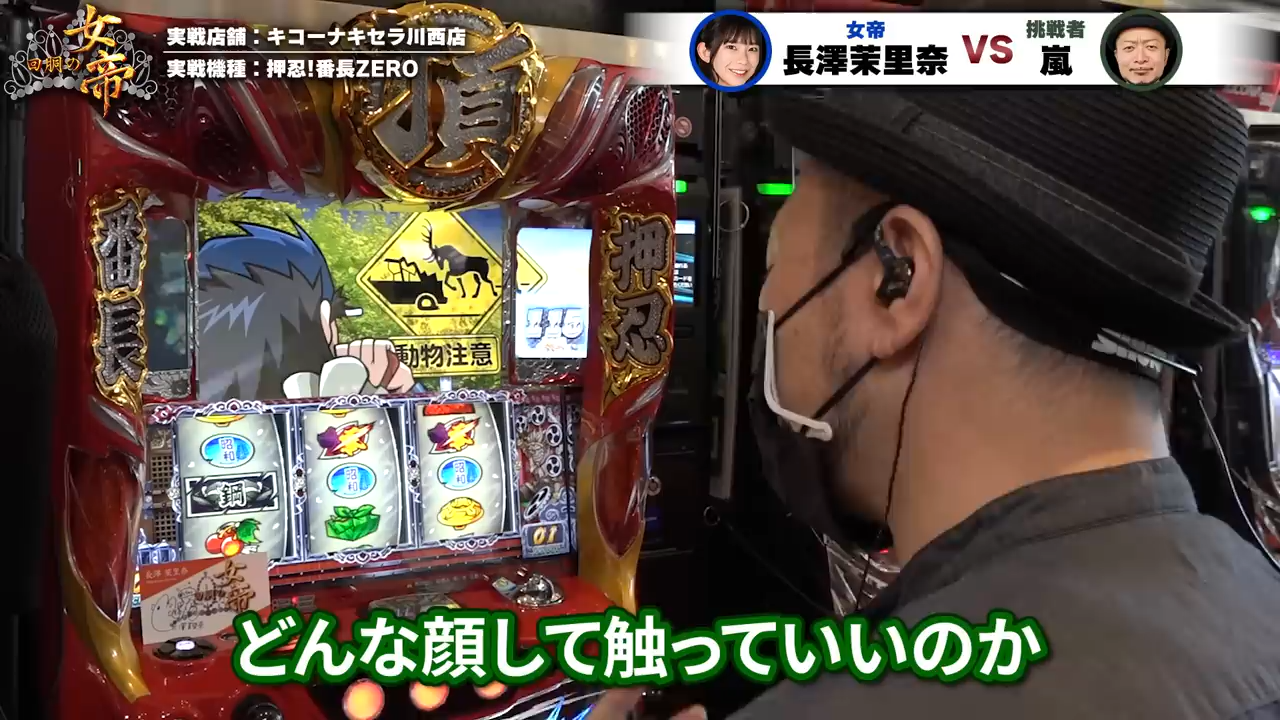 回胴の女帝
実戦店舗：キコーナキセラ川西店
実戦機種：押忍!番長ZERO
女帝
長澤茉里奈
VS
挑戦者
嵐
頂
番長
押忍
動物注意
昭和
昭和
昭和
鋼
01
長澤 茉里奈
女帝
どんな顔して触っていいのか